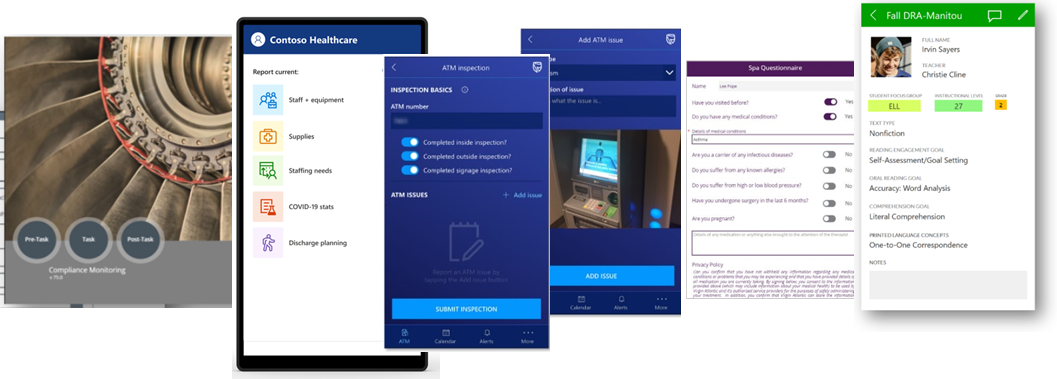 Pre-Task
Task
Post-Task
Compliance Monitoring
Contoso Healthcare
Report current:
Staff + equipment
Supplies
Staffing needs
COVID-19 stats
Discharge planning
ATM inspection
INSPECTION BASICS
ATM number
Completed inside inspection?
Completed outside inspection?
Completed signage inspection?
ATM ISSUES
+ Add issue
Report an ATM issue by
tapping the Add issue button
SUBMIT INSPECTION
ATM
Calendar
Alerts
More
Add ATM issue
what the issue is...
ADD ISSUE
Calendar
Alerts
More
Spa Questionnaire
Name
Lee Pope
Have you visited before?
Yes
Do you have any medical conditions?
Yes
Details of medical conditions
Asthma
Are you a carrier of any infectious diseases?
No
Do you suffer from any known allergies?
No
Do you suffer from high or low blood pressure?
No
Have you undergone surgery in the last 6 months?
No
Are you pregnant?
No
Privacy Policy
Fall DRA-Manitou
FULL NAME
Irvin Sayers
TEACHER
Christie Cline
STUDENT FOCUS GROUP
INSTRUCTIONAL LEVEL
ELL
27
2
TEXT TYPE
Nonfiction
READING ENGAGEMENT GOAL
Self-Assessment/Goal Setting
ORAL READING GOAL
Accuracy: Word Analysis
COMPREHENSION GOAL
Literal Comprehension
PRINTED LANGUAGE CONCEPTS
One-to-One Correspondence
NOTES